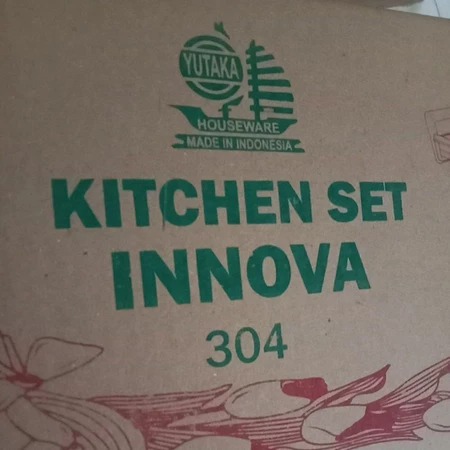 YUTAKA
HOUSEWARE
MADE IN INDONESIA
KITCHEN SET
INNOVA
304